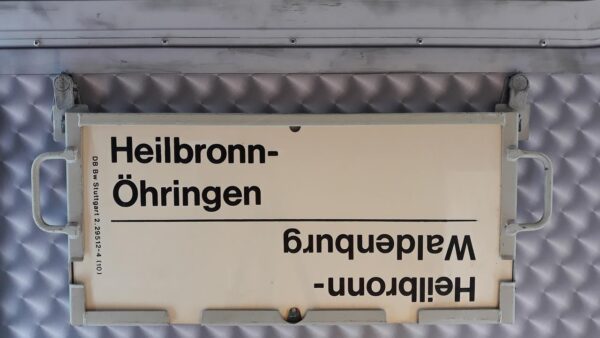 Heilbronn-
Öhringen
Heilbronn-
Waldenburg
DB Bw Stuttgart 2.29512-4 (10)